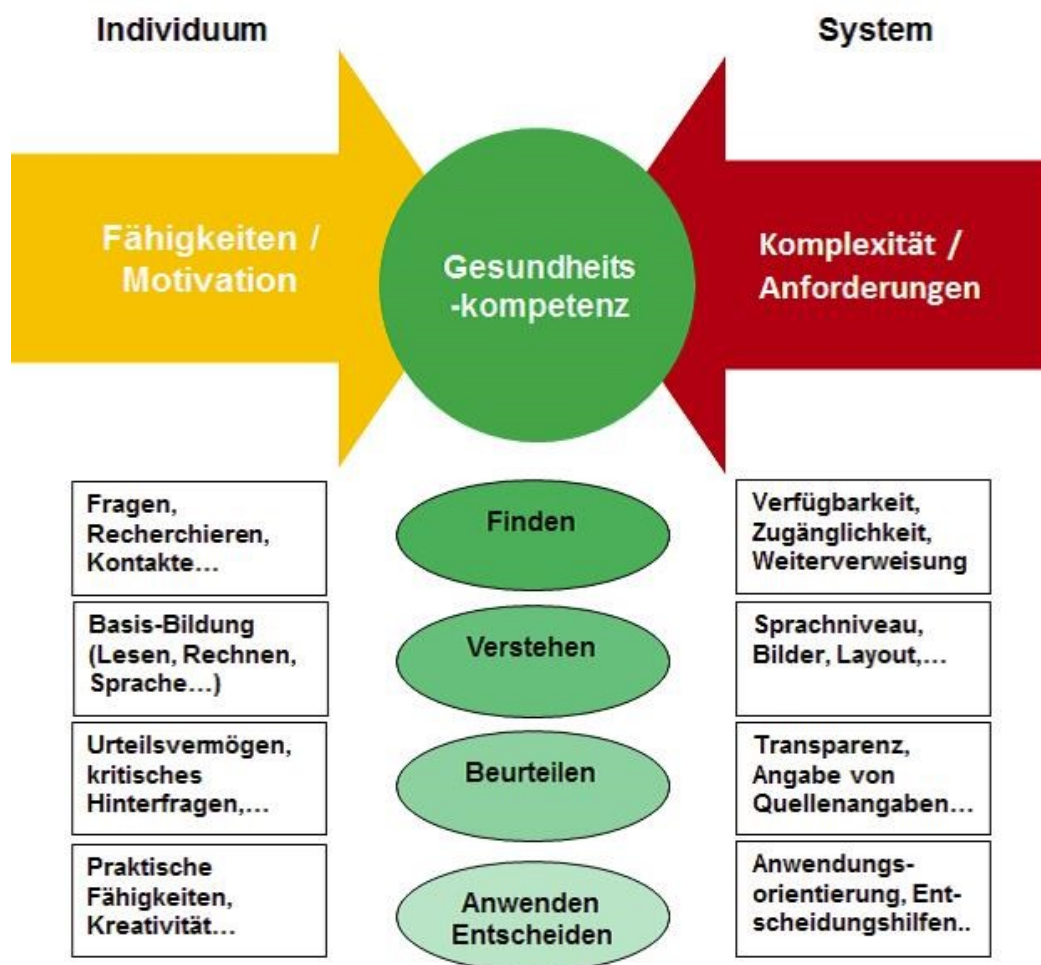 Individuum
System
Fähigkeiten /
Motivation
Gesundheits
-kompetenz
Komplexität /
Anforderungen
Fragen,
Recherchieren,
Kontakte…
Finden
Verfügbarkeit,
Zugänglichkeit,
Weiterverweisung
Basis-Bildung
(Lesen, Rechnen,
Sprache…)
Verstehen
Sprachniveau,
Bilder, Layout,…
Urteilsvermögen,
kritisches
Hinterfragen,…
Beurteilen
Transparenz,
Angabe von
Quellenangaben…
Praktische
Fähigkeiten,
Kreativität…
Anwenden
Entscheiden
Anwendungs-
orientierung, Ent-
scheidungshilfen..